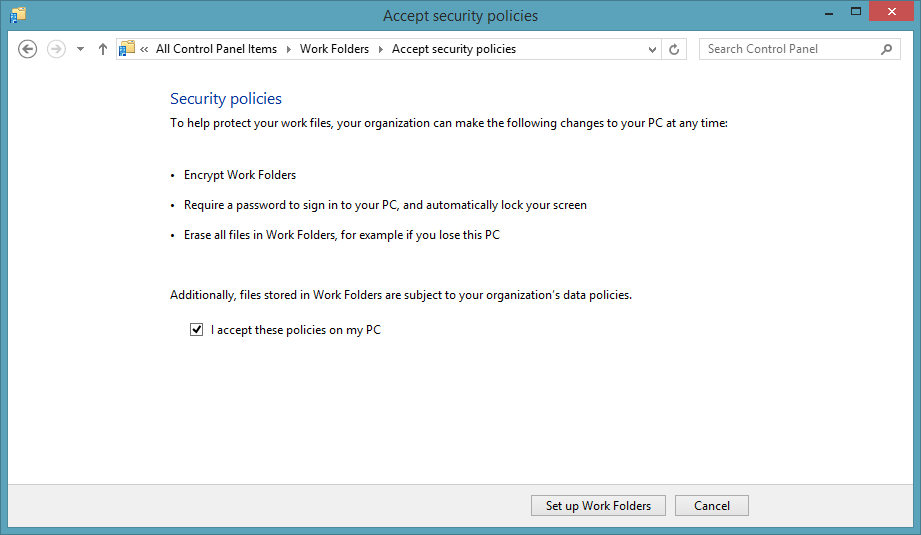 Accept security policies
« All Control Panel Items Work Folders Accept security policies
Search Control Panel
Security policies
To help protect your work files, your organization can make the following changes to your PC at any time:
• Encrypt Work Folders
• Require a password to sign in to your PC, and automatically lock your screen
• Erase all files in Work Folders, for example if you lose this PC
Additionally, files stored in Work Folders are subject to your organization's data policies.
I accept these policies on my PC
Set up Work Folders
Cancel